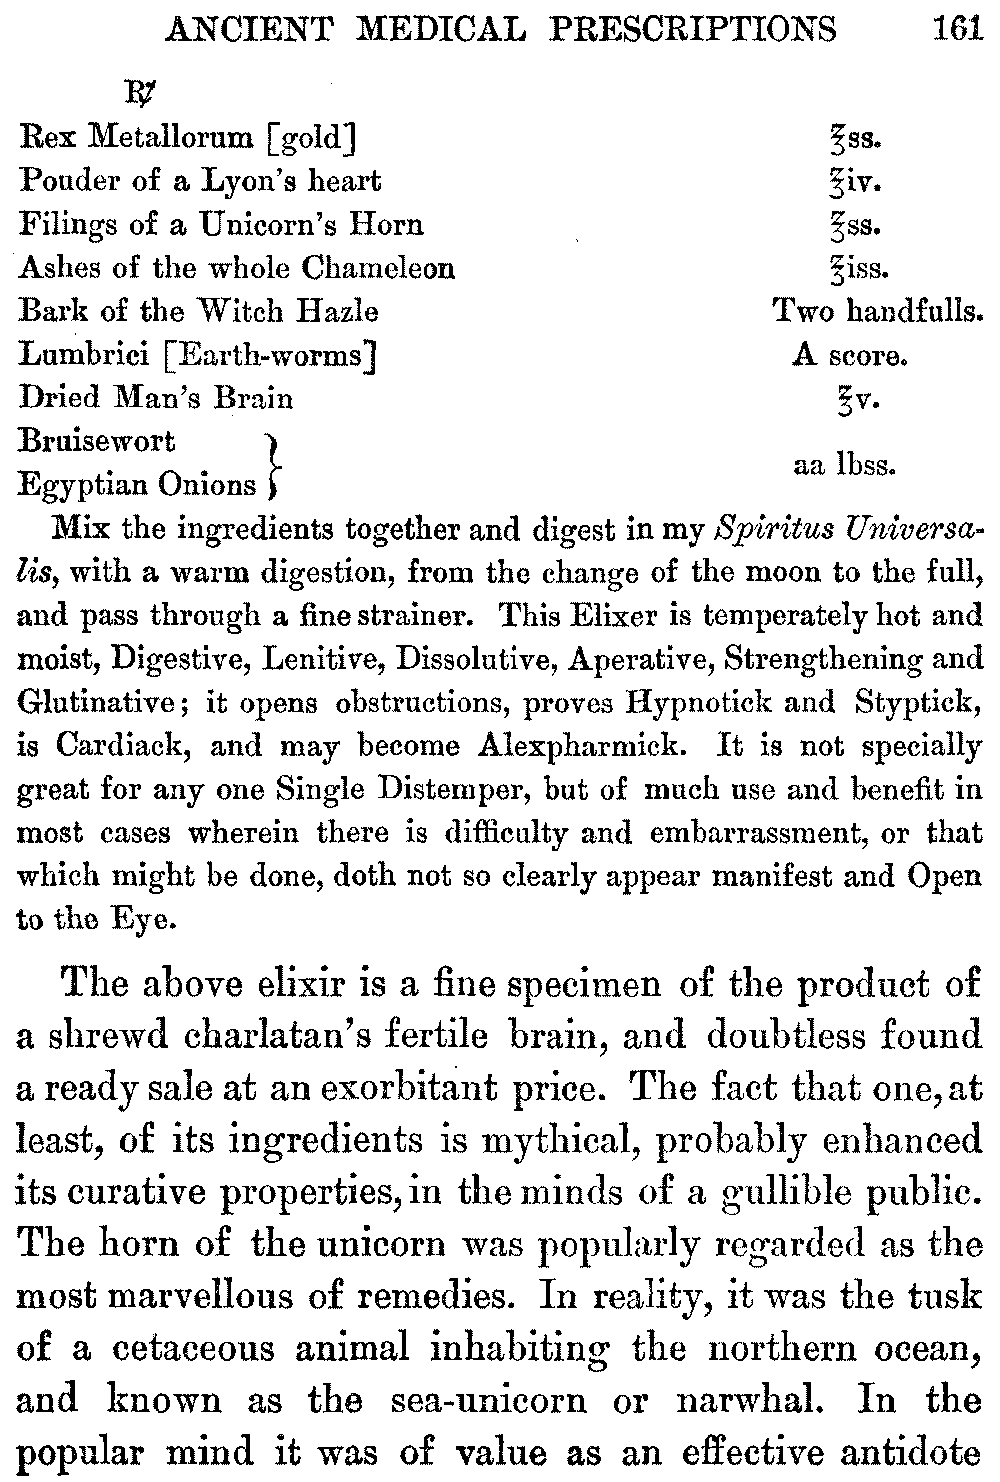 ANCIENT MEDICAL PRESCRIPTIONS 161
℞
Rex Metallorum [gold] ℥ss.
Pouder of a Lyon's heart ℥iv.
Filings of a Unicorn's Horn ℥ss.
Ashes of the whole Chameleon ℥iss.
Bark of the Witch Hazle Two handfulls.
Lumbrici [Earth-worms] A score.
Dried Man's Brain ℥v.
Bruisewort
Egyptian Onions } aa lbss.
Mix the ingredients together and digest in my Spiritus Universa-
lis, with a warm digestion, from the change of the moon to the full,
and pass through a fine strainer. This Elixer is temperately hot and
moist, Digestive, Lenitive, Dissolutive, Aperative, Strengthening and
Glutinative; it opens obstructions, proves Hypnotick and Styptick,
is Cardiack, and may become Alexpharmick. It is not specially
great for any one Single Distemper, but of much use and benefit in
most cases wherein there is difficulty and embarrassment, or that
which might be done, doth not so clearly appear manifest and Open
to the Eye.
The above elixir is a fine specimen of the product of
a shrewd charlatan's fertile brain, and doubtless found
a ready sale at an exorbitant price. The fact that one, at
least, of its ingredients is mythical, probably enhanced
its curative properties, in the minds of a gullible public.
The horn of the unicorn was popularly regarded as the
most marvellous of remedies. In reality, it was the tusk
of a cetaceous animal inhabiting the northern ocean,
and known as the sea-unicorn or narwhal. In the
popular mind it was of value as an effective antidote